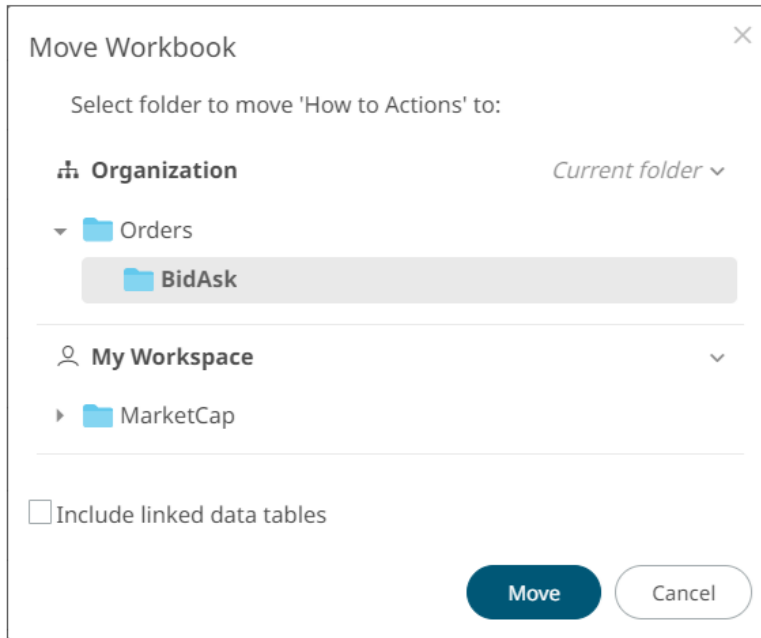 Move Workbook
Select folder to move 'How to Actions' to:
Organization Current folder
Orders
BidAsk
My Workspace
MarketCap
Include linked data tables
Move Cancel